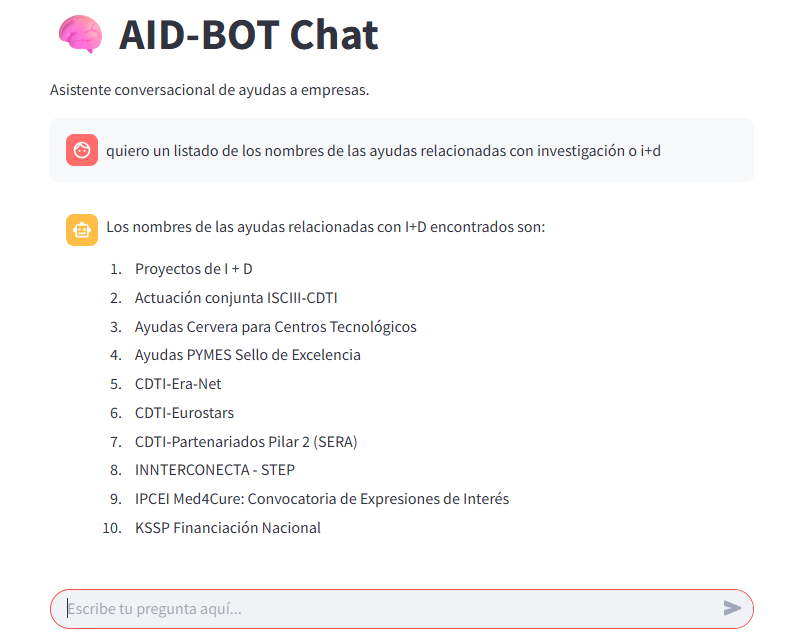 AID-BOT Chat
Asistente conversacional de ayudas a empresas.
quiero un listado de los nombres de las ayudas relacionadas con investigación o i+d
Los nombres de las ayudas relacionadas con I+D encontrados son:
1. Proyectos de I + D
2. Actuación conjunta ISCIII-CDTI
3. Ayudas Cervera para Centros Tecnológicos
4. Ayudas PYMES Sello de Excelencia
5. CDTI-Era-Net
6. CDTI-Eurostars
7. CDTI-Partenariados Pilar 2 (SERA)
8. INNTERCONECTA - STEP
9. IPCEI Med4Cure: Convocatoria de Expresiones de Interés
10. KSSP Financiación Nacional
Escribe tu pregunta aquí...